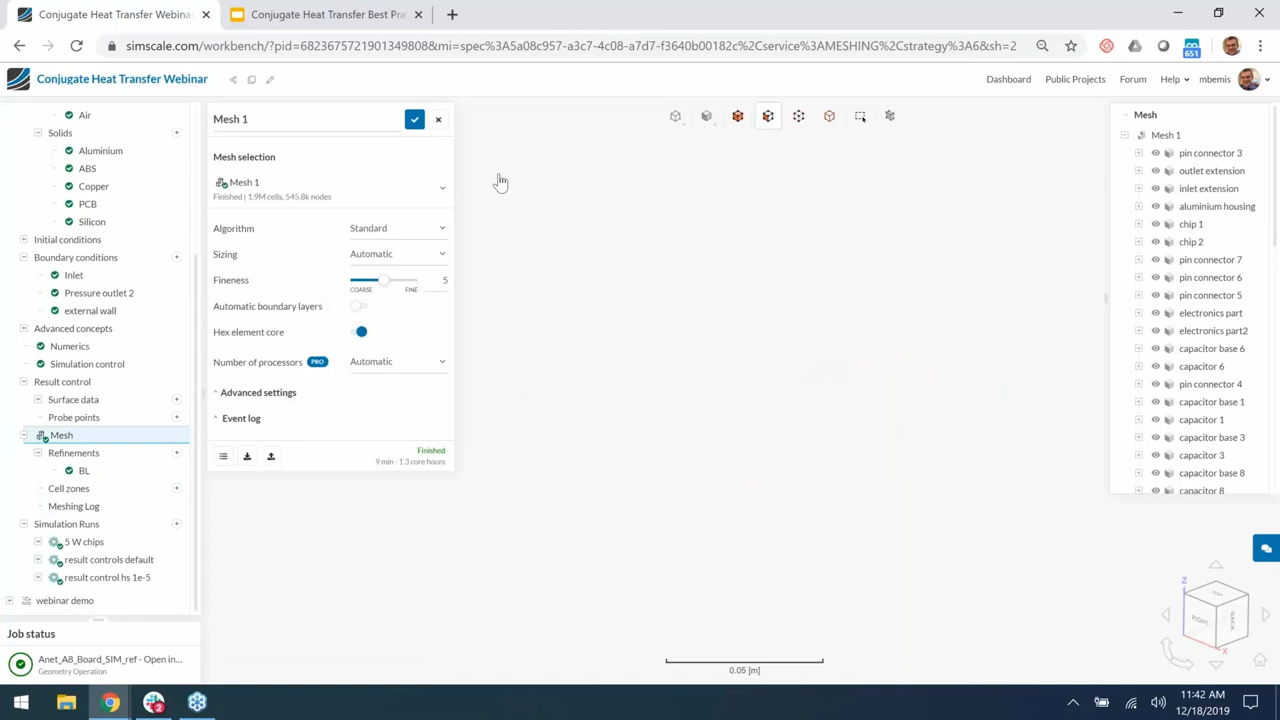 Conjugate Heat Transfer Webinar
Conjugate Heat Transfer Best Pra
simscale.com/workbench/?pid=682367572190134980&mi=spec%3A5a08c957-a3c7-4c08-a7d7-f3640b00182c%2Cservice%3AMESHING%2Cstrategy%3A6&sh=2
651
Conjugate Heat Transfer Webinar
Dashboard
Public Projects
Forum
Help
mbemis
Air
Solids
Aluminium
ABS
Copper
PCB
Silicon
Initial conditions
Boundary conditions
Inlet
Pressure outlet 2
external wall
Advanced concepts
Numerics
Simulation control
Result control
Surface data
Probe points
Mesh
Refinements
BL
Cell zones
Meshing Log
Simulation Runs
5 W chips
result controls default
result control hs 1e-5
webinar demo
Job status
Anet_A8_Board_SIM_ref - Open in...
Geometry Operation
Mesh 1
Mesh selection
Mesh 1
Finished | 1.9M cells, 545.8k nodes
Algorithm Standard
Sizing Automatic
Fineness 5
COARSE FINE
Automatic boundary layers
Hex element core
Number of processors PRO Automatic
Advanced settings
Event log
Finished
9 min - 1.3 core hours
Mesh
Mesh 1
pin connector 3
outlet extension
inlet extension
aluminium housing
chip 1
chip 2
pin connector 7
pin connector 6
pin connector 5
electronics part
electronics part2
capacitor base 6
capacitor 6
pin connector 4
capacitor base 1
capacitor 1
capacitor base 3
capacitor 3
capacitor base 8
capacitor 8
0.05 [m]
Z
RIGHT
BACK
X
2
11:42 AM
12/18/2019